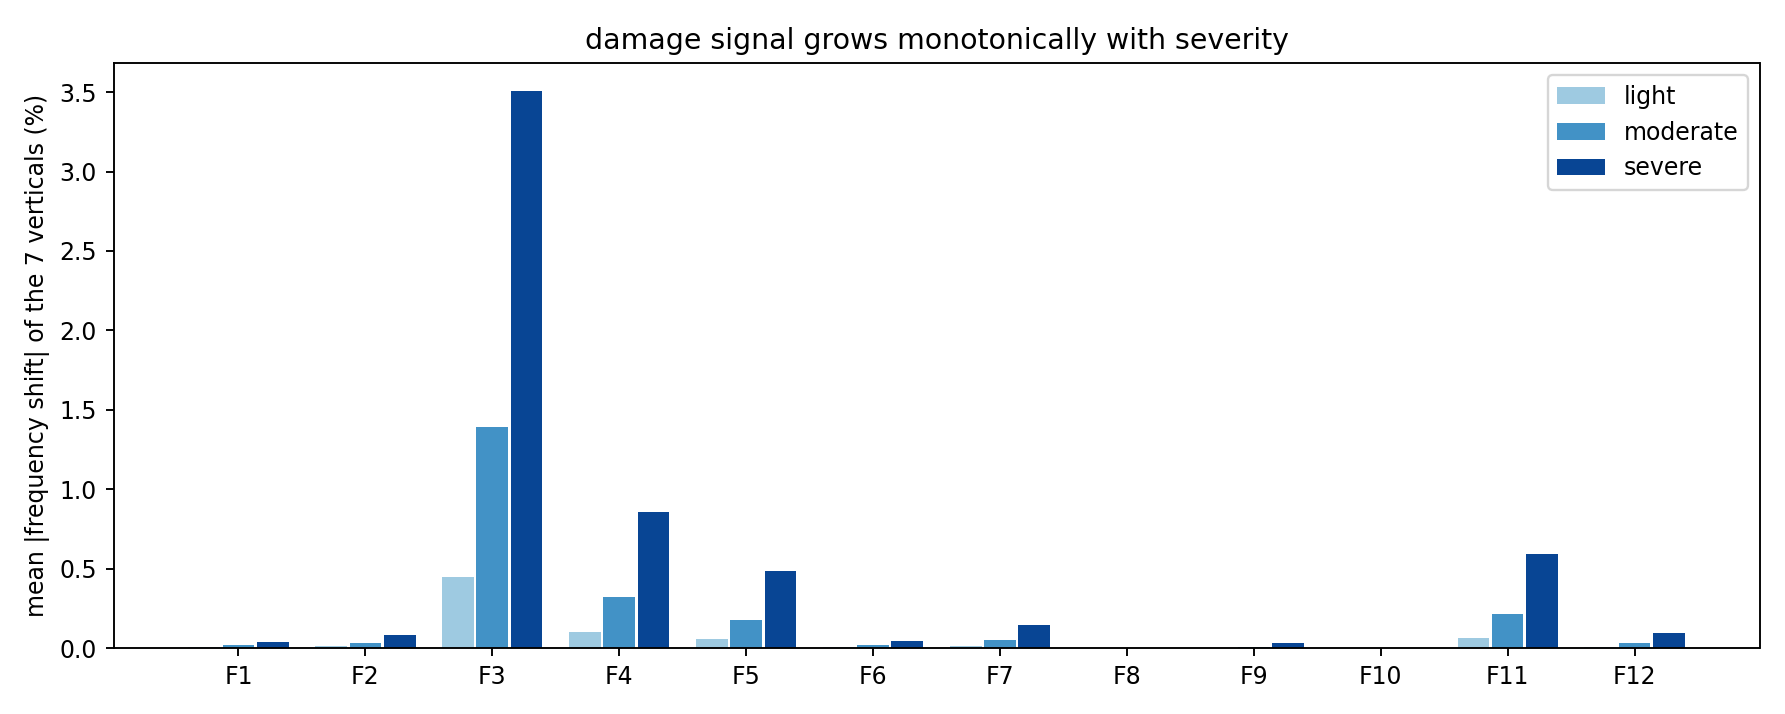 damage signal grows monotonically with severity
mean |frequency shift| of the 7 verticals (%)
3.5
3.0
2.5
2.0
1.5
1.0
0.5
0.0
light
moderate
severe
F1 F2 F3 F4 F5 F6 F7 F8 F9 F10 F11 F12